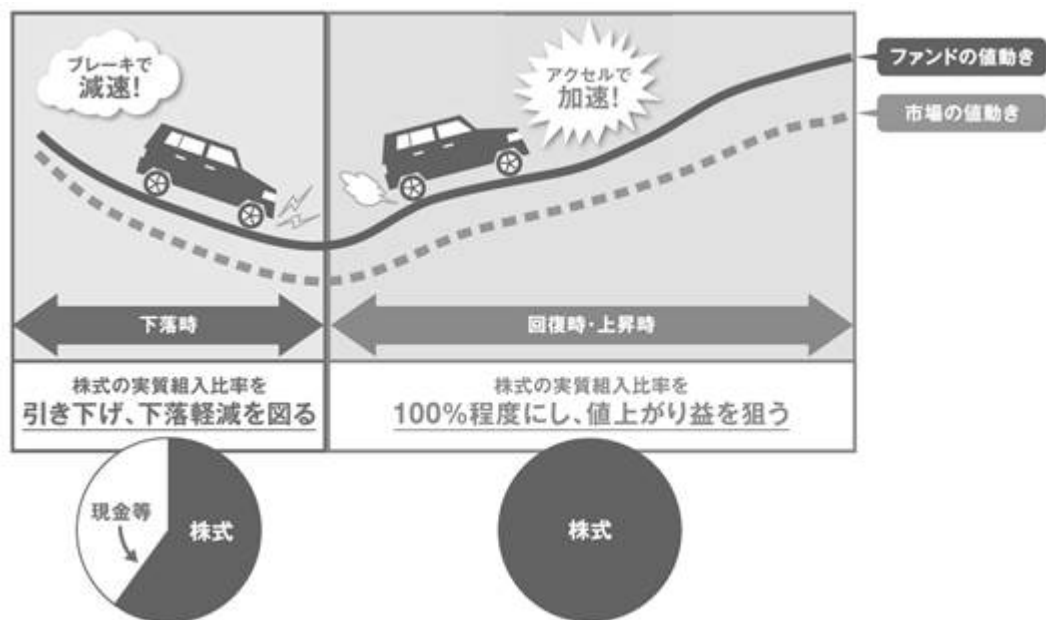 ブレーキで
減速!
アクセルで
加速!
ファンドの値動き
市場の値動き
下落時
回復時・上昇時
株式の実質組入比率を
引き下げ、下落軽減を図る
株式の実質組入比率を
100%程度にし、値上がり益を狙う
現金等
株式
株式